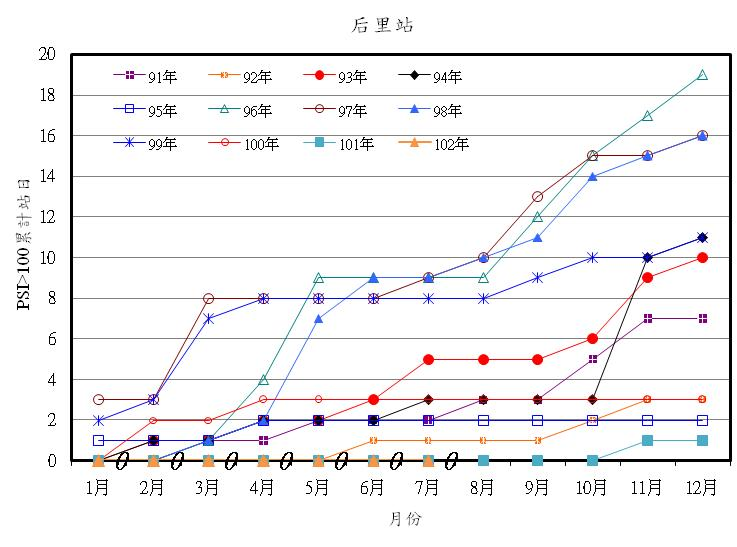 后里站
PSI>100累計站日
20
18
16
14
12
10
8
6
4
2
0
91年 92年 93年 94年
95年 96年 97年 98年
99年 100年 101年 102年
0 0 0 0 0 0 0
1月 2月 3月 4月 5月 6月 7月 8月 9月 10月 11月 12月
月份